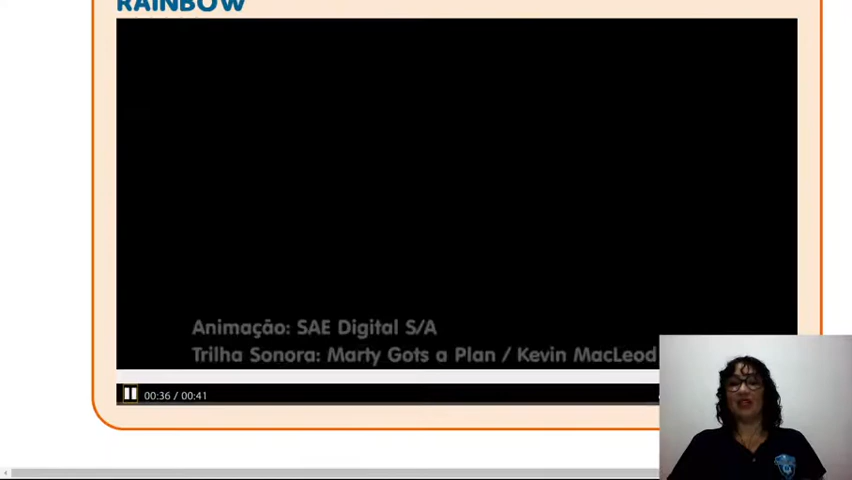 RAINBOW
Animação: SAE Digital S/A
Trilha Sonora: Marty Gots a Plan / Kevin MacLeod
00:36 / 00:41